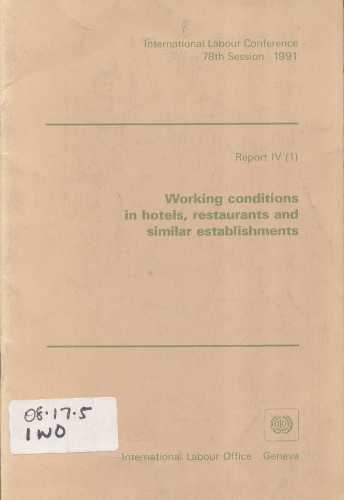 International Labour Conference
78th Session 1991
Report IV (1)
Working conditions
in hotels, restaurants and
similar establishments
08.17.5
IWO
International Labour Office Geneva